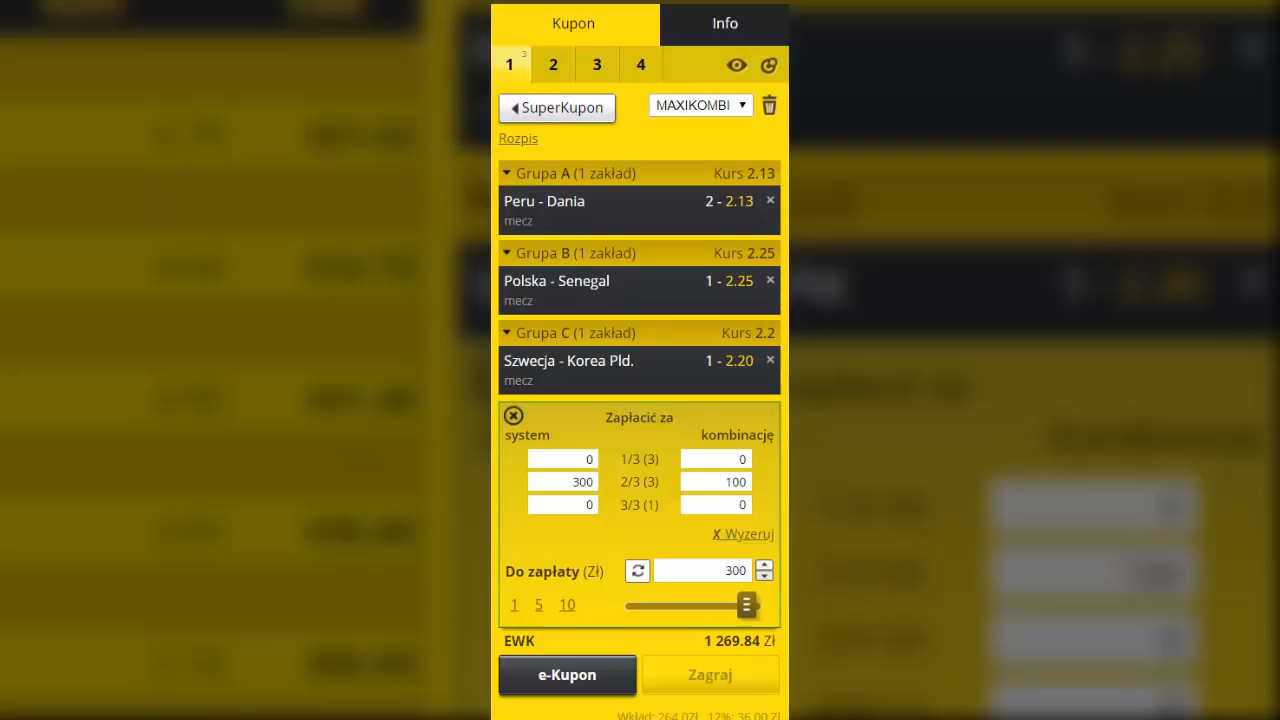 Kupon Info
1 3 2 3 4
SuperKupon MAXIKOMBI
Rozpis
Grupa A (1 zakład) Kurs 2.13
Peru - Dania 2 - 2.13 ×
mecz
Grupa B (1 zakład) Kurs 2.25
Polska - Senegal 1 - 2.25 ×
mecz
Grupa C (1 zakład) Kurs 2.2
Szwecja - Korea Płd. 1 - 2.20 ×
mecz
Zapłacić za
system kombinację
0 1/3 (3) 0
300 2/3 (3) 100
0 3/3 (1) 0
X Wyzeruj
Do zapłaty (Zł) 300
1 5 10
EWK 1 269.84 Zł
e-Kupon Zagraj
Wkład: 264.0Zł 12%: 36.00 Zł